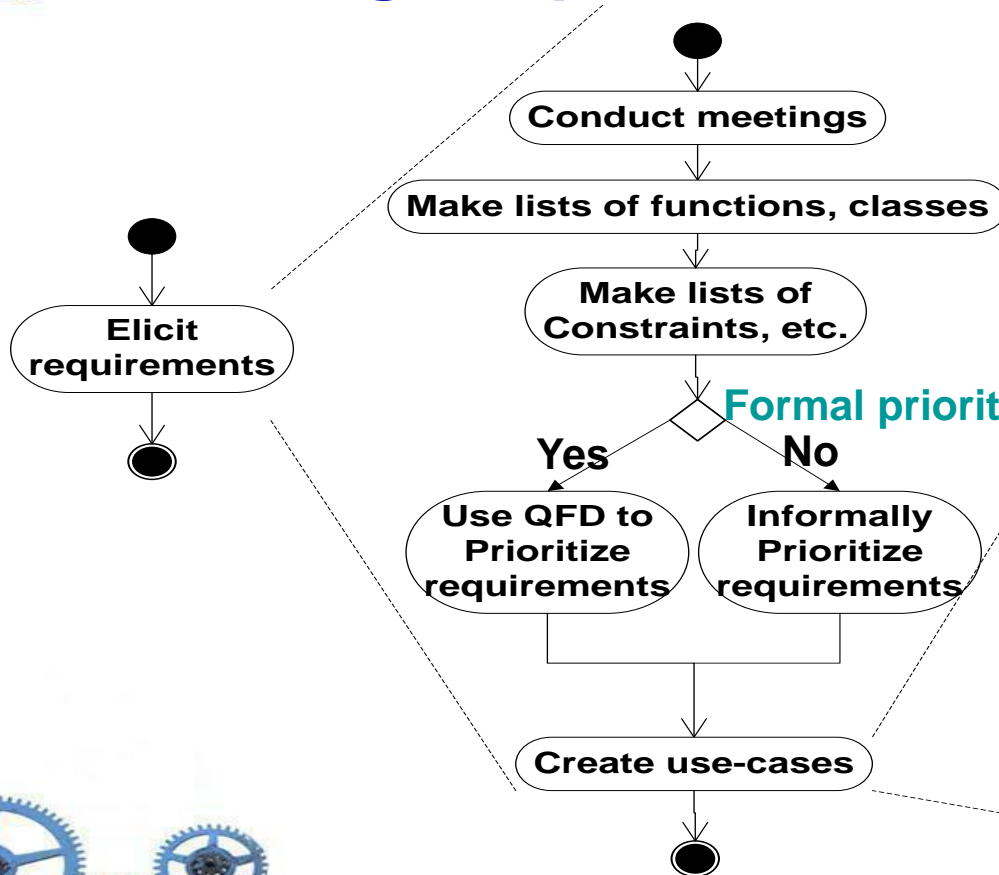 Conduct meetings
Make lists of functions, classes
Make lists of
Constraints, etc.
Elicit
requirements
Formal priorit
Yes
No
Use QFD to
Prioritize
requirements
Informally
Prioritize
requirements
Create use-cases